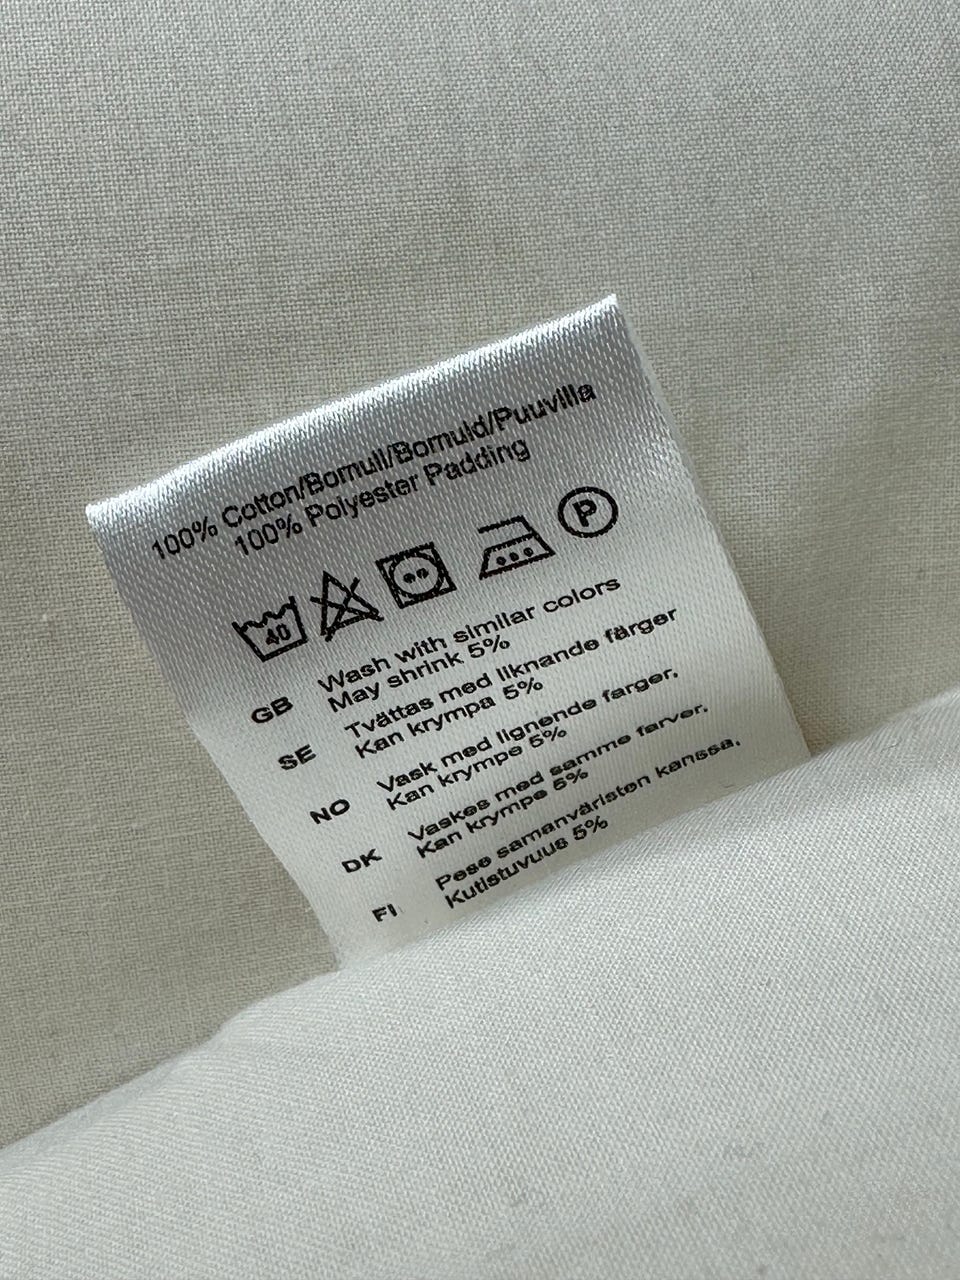 100% Cotton/Bomull/Bomuld/Puuvilla
100% Polyester Padding
40 P
GB Wash with similar colors
May shrink 5%
SE Tvättas med liknande färger
Kan krympa 5%
NO Vask med lignende farger.
Kan krympe 5%
DK Vaskes med samme farver.
Kan krympe 5%
FI Pese samanväristen kanssa.
Kutistuvuus 5%